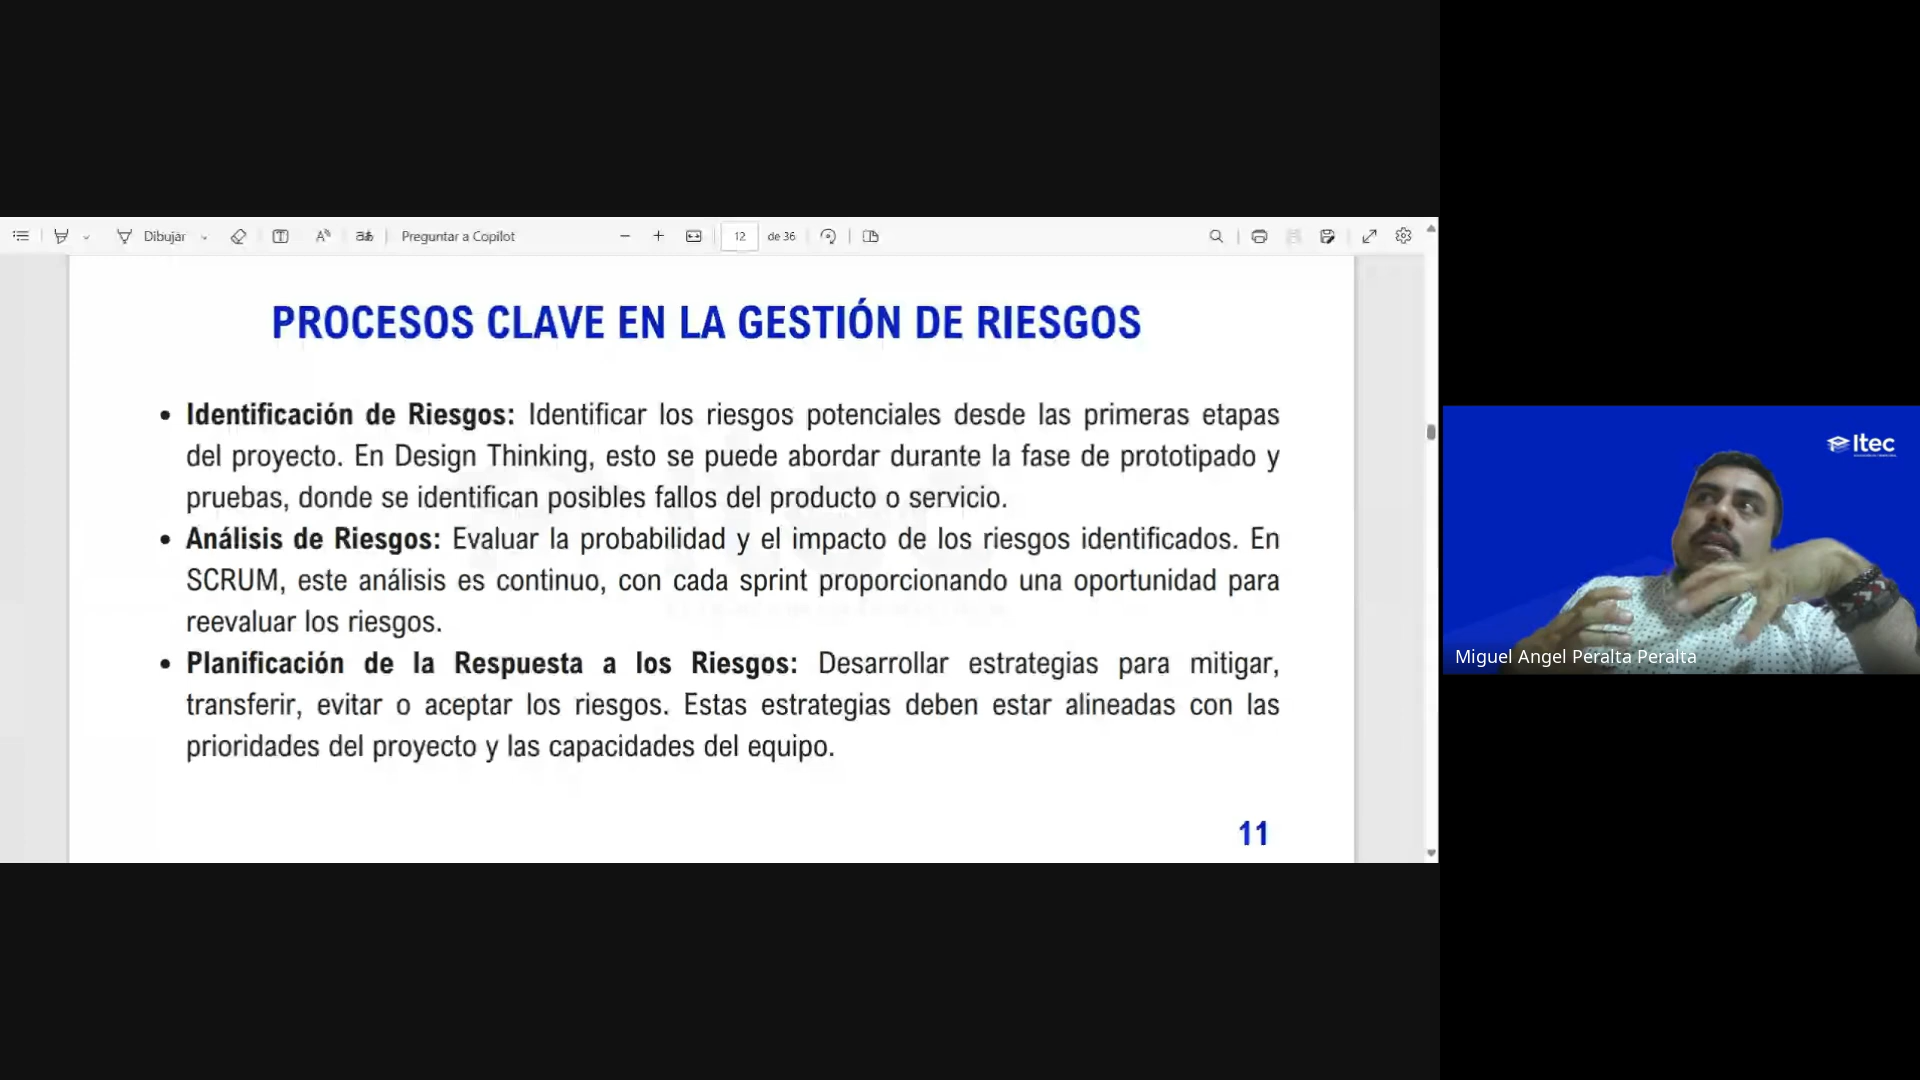 Dibujar
Preguntar a Copilot
12 de 36
PROCESOS CLAVE EN LA GESTIÓN DE RIESGOS
• Identificación de Riesgos: Identificar los riesgos potenciales desde las primeras etapas
del proyecto. En Design Thinking, esto se puede abordar durante la fase de prototipado y
pruebas, donde se identifican posibles fallos del producto o servicio.
• Análisis de Riesgos: Evaluar la probabilidad y el impacto de los riesgos identificados. En
SCRUM, este análisis es continuo, con cada sprint proporcionando una oportunidad para
reevaluar los riesgos.
• Planificación de la Respuesta a los Riesgos: Desarrollar estrategias para mitigar,
transferir, evitar o aceptar los riesgos. Estas estrategias deben estar alineadas con las
prioridades del proyecto y las capacidades del equipo.
11
Itec
Miguel Angel Peralta Peralta